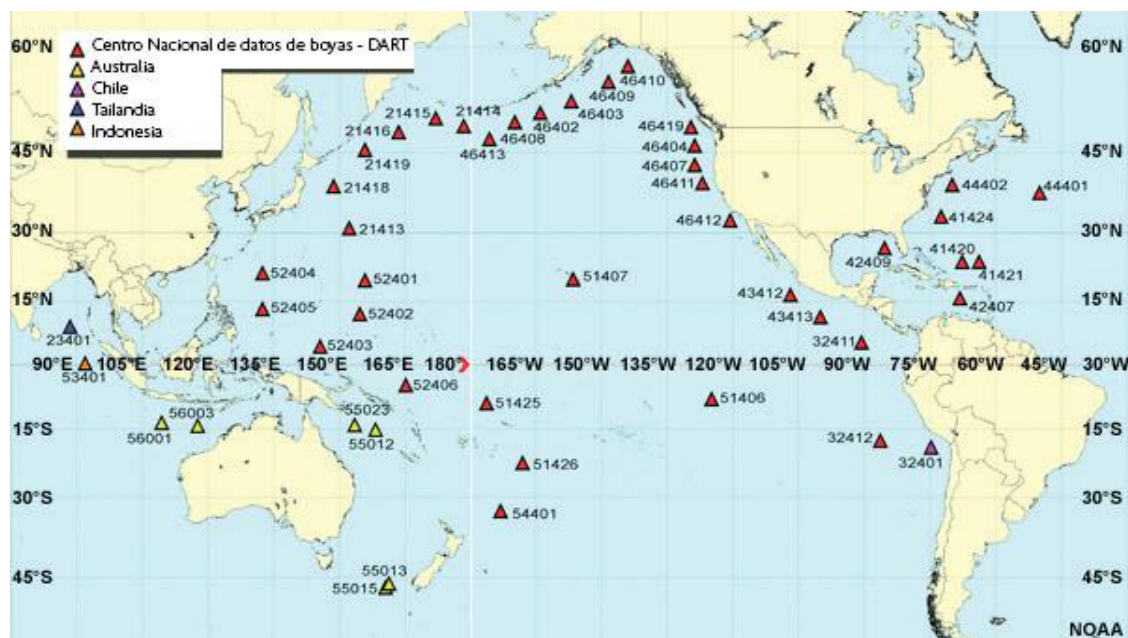 Centro Nacional de datos de boyas - DART
Australia
Chile
Tailandia
Indonesia
60°N
60°N
46410
46409
46403
46402
46408
46413
21414
21415
21416
21419
21418
21413
45°N
45°N
46419
46404
46407
46411
46412
44402
44401
41424
30°N
30°N
42409
41420
41421
42407
52404
52401
51407
52405
52402
43412
43413
15°N
15°N
23401
52403
32411
90°E 105°E 120°E 135°E 150°E 165°E 180° 165°W 150°W 135°W 120°W 105°W 90°W 75°W 60°W 45°W 30°W
53401
52406
51425
51406
56003
56001
55023
55012
15°S
15°S
32412
32401
51426
30°S
30°S
54401
55013
55015
45°S
45°S
NOAA